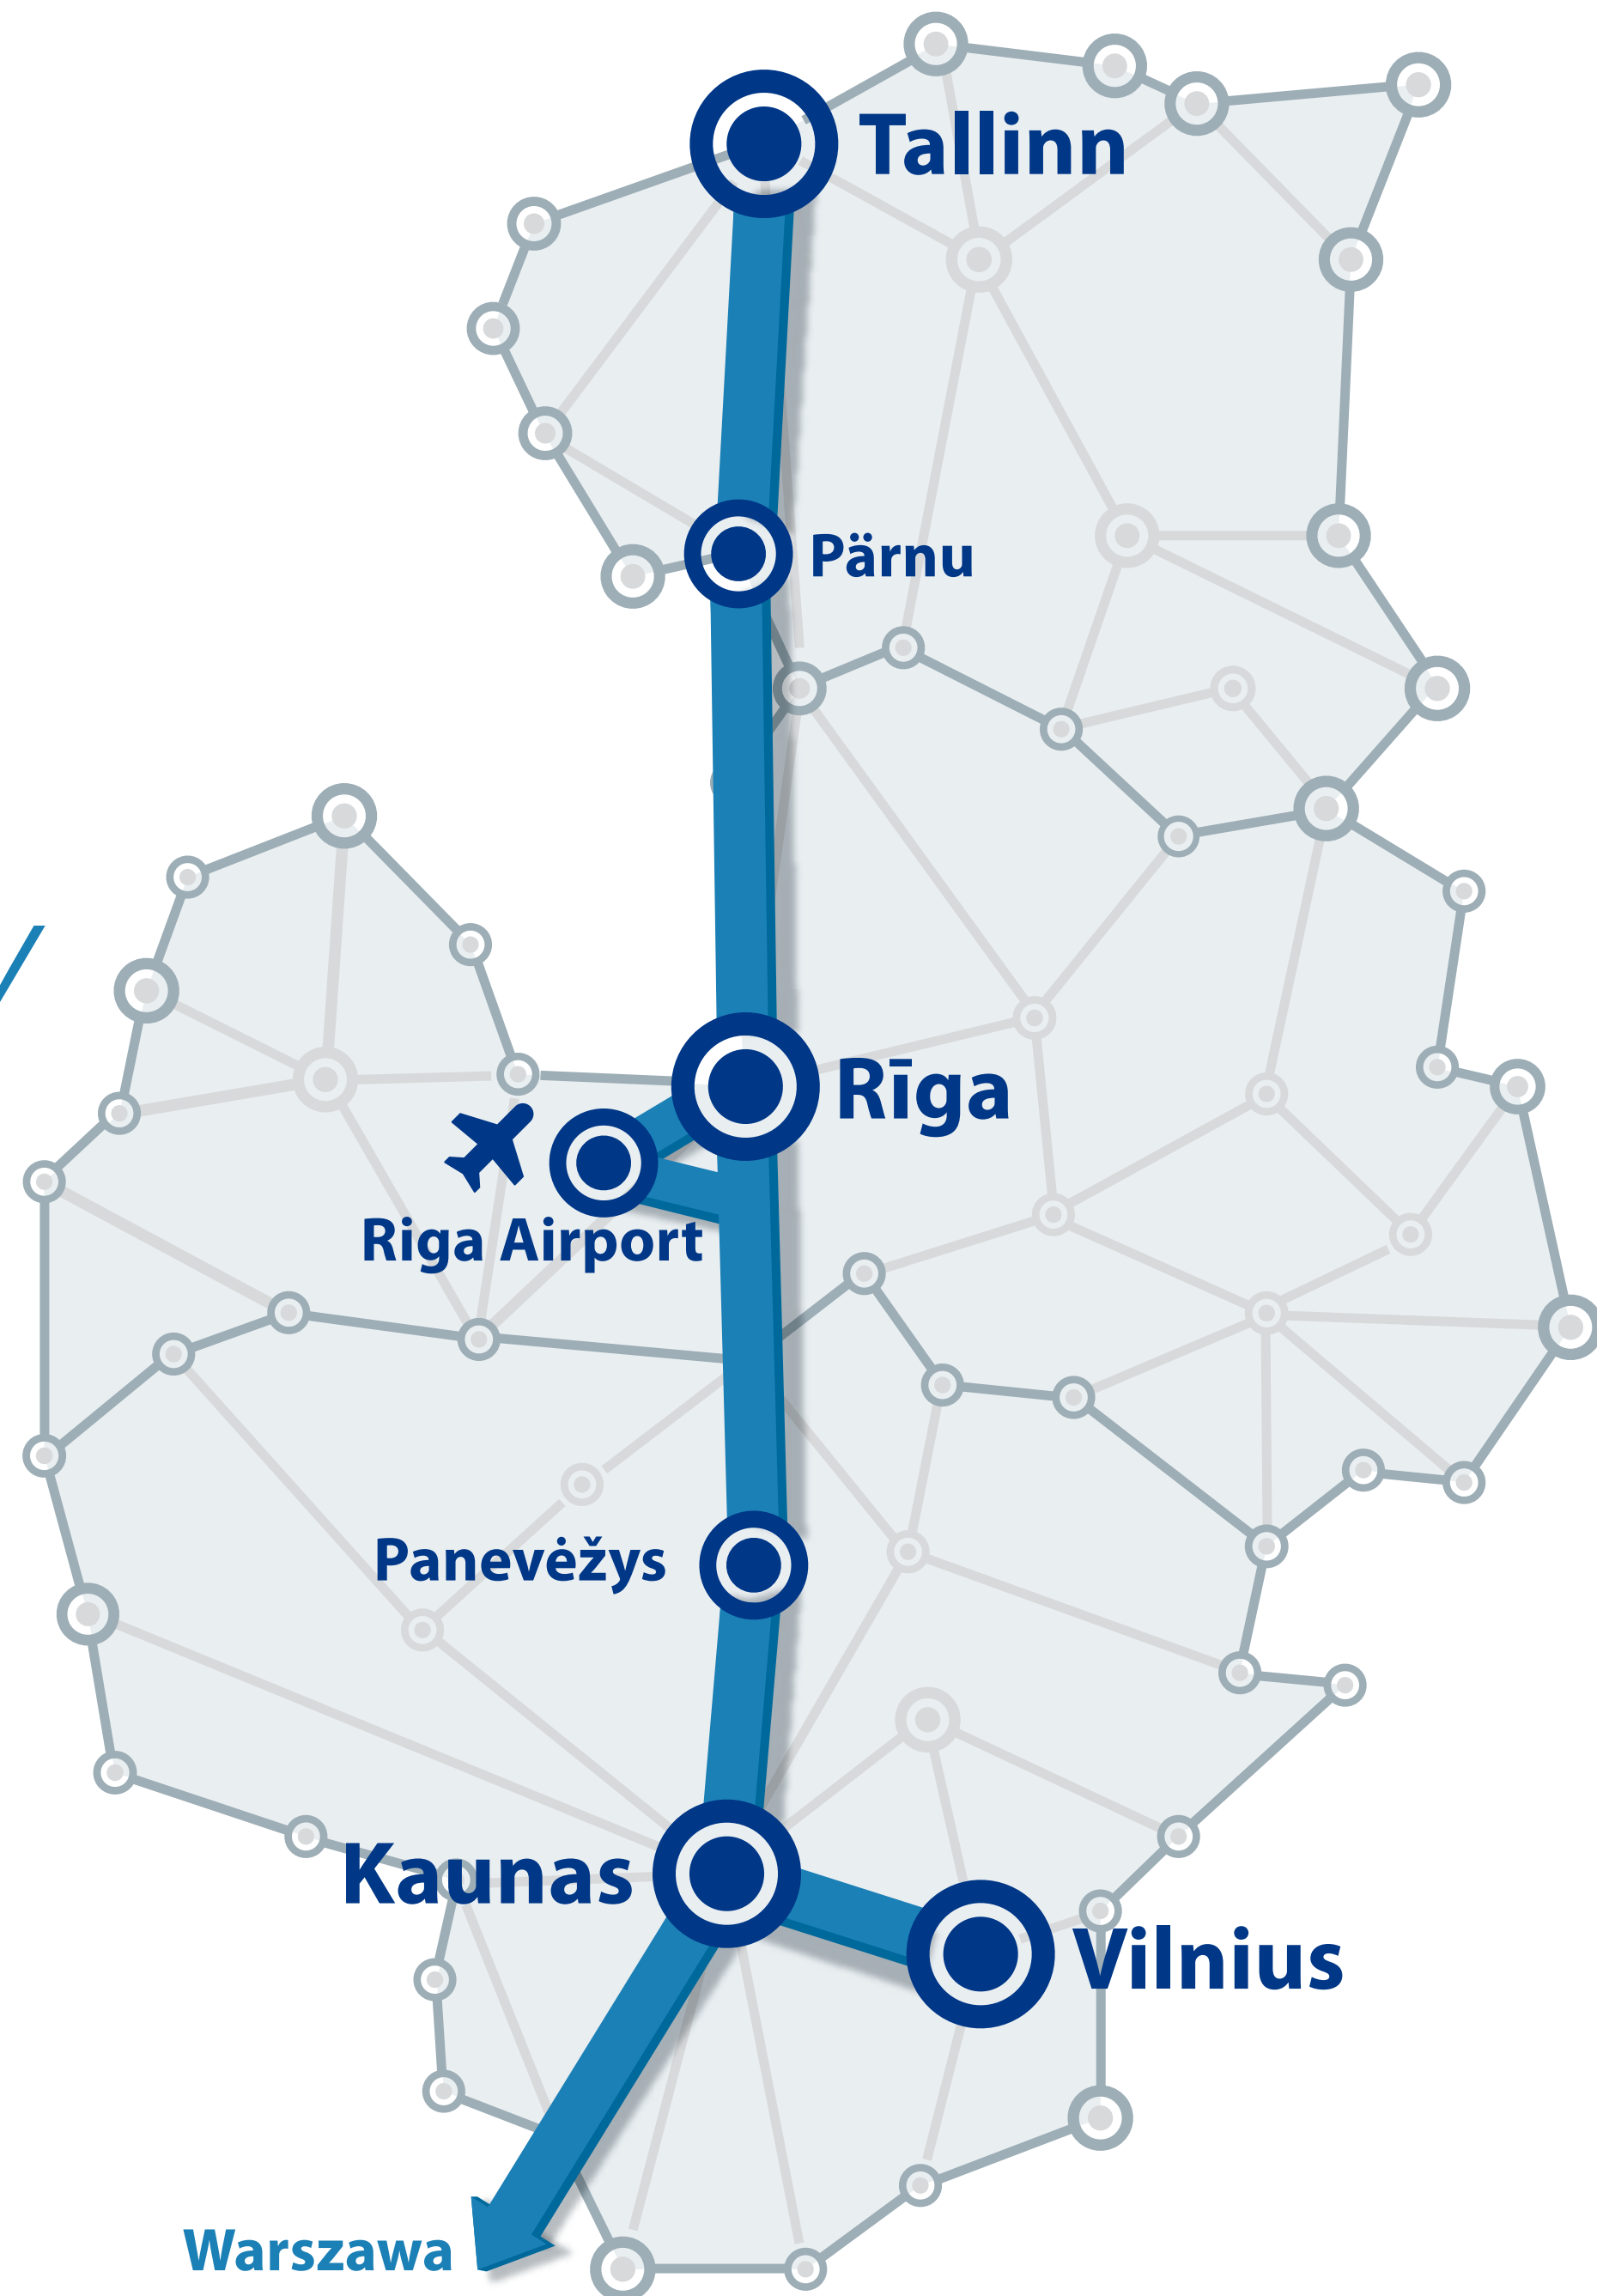 Tallinn
Pärnu
Rīga
Riga Airport
Panevėžys
Kaunas
Vilnius
Warszawa